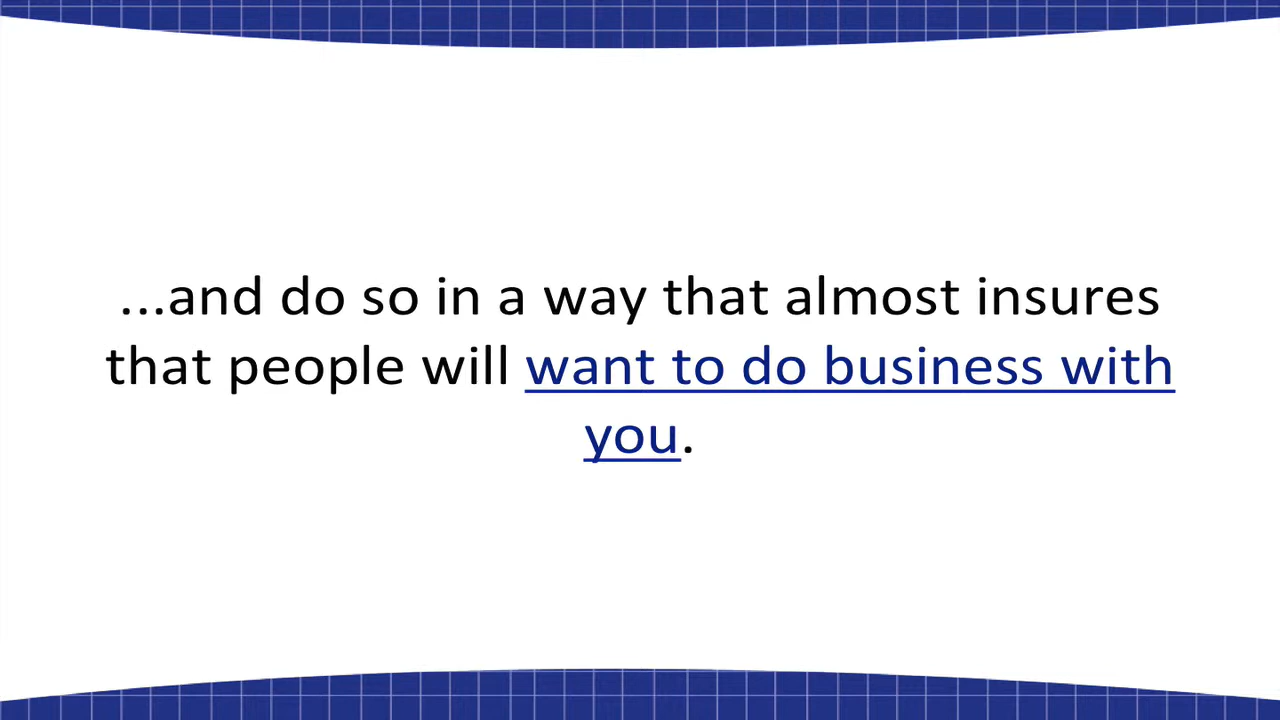 ...and do so in a way that almost insures
that people will want to do business with
you.